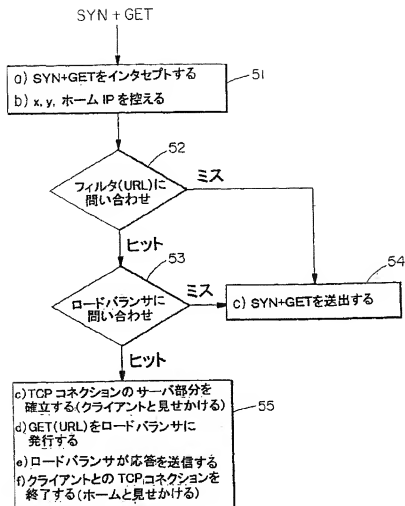 SYN + GET
a) SYN+GETをインタセプトする
b) x, y, ホーム IP を控える
51
52
フィルタ(URL)に
問い合わせ
ミス
ヒット
53
54
ロードバランサに
問い合わせ
ミス
c) SYN+GETを送出する
ヒット
c)TCPコネクションのサーバ部分を
確立する(クライアントと見せかける)
d)GET(URL)をロードバランサに
発行する
e)ロードバランサが応答を送信する
f)クライアントとのTCPコネクションを
終了する(ホームと見せかける)
55